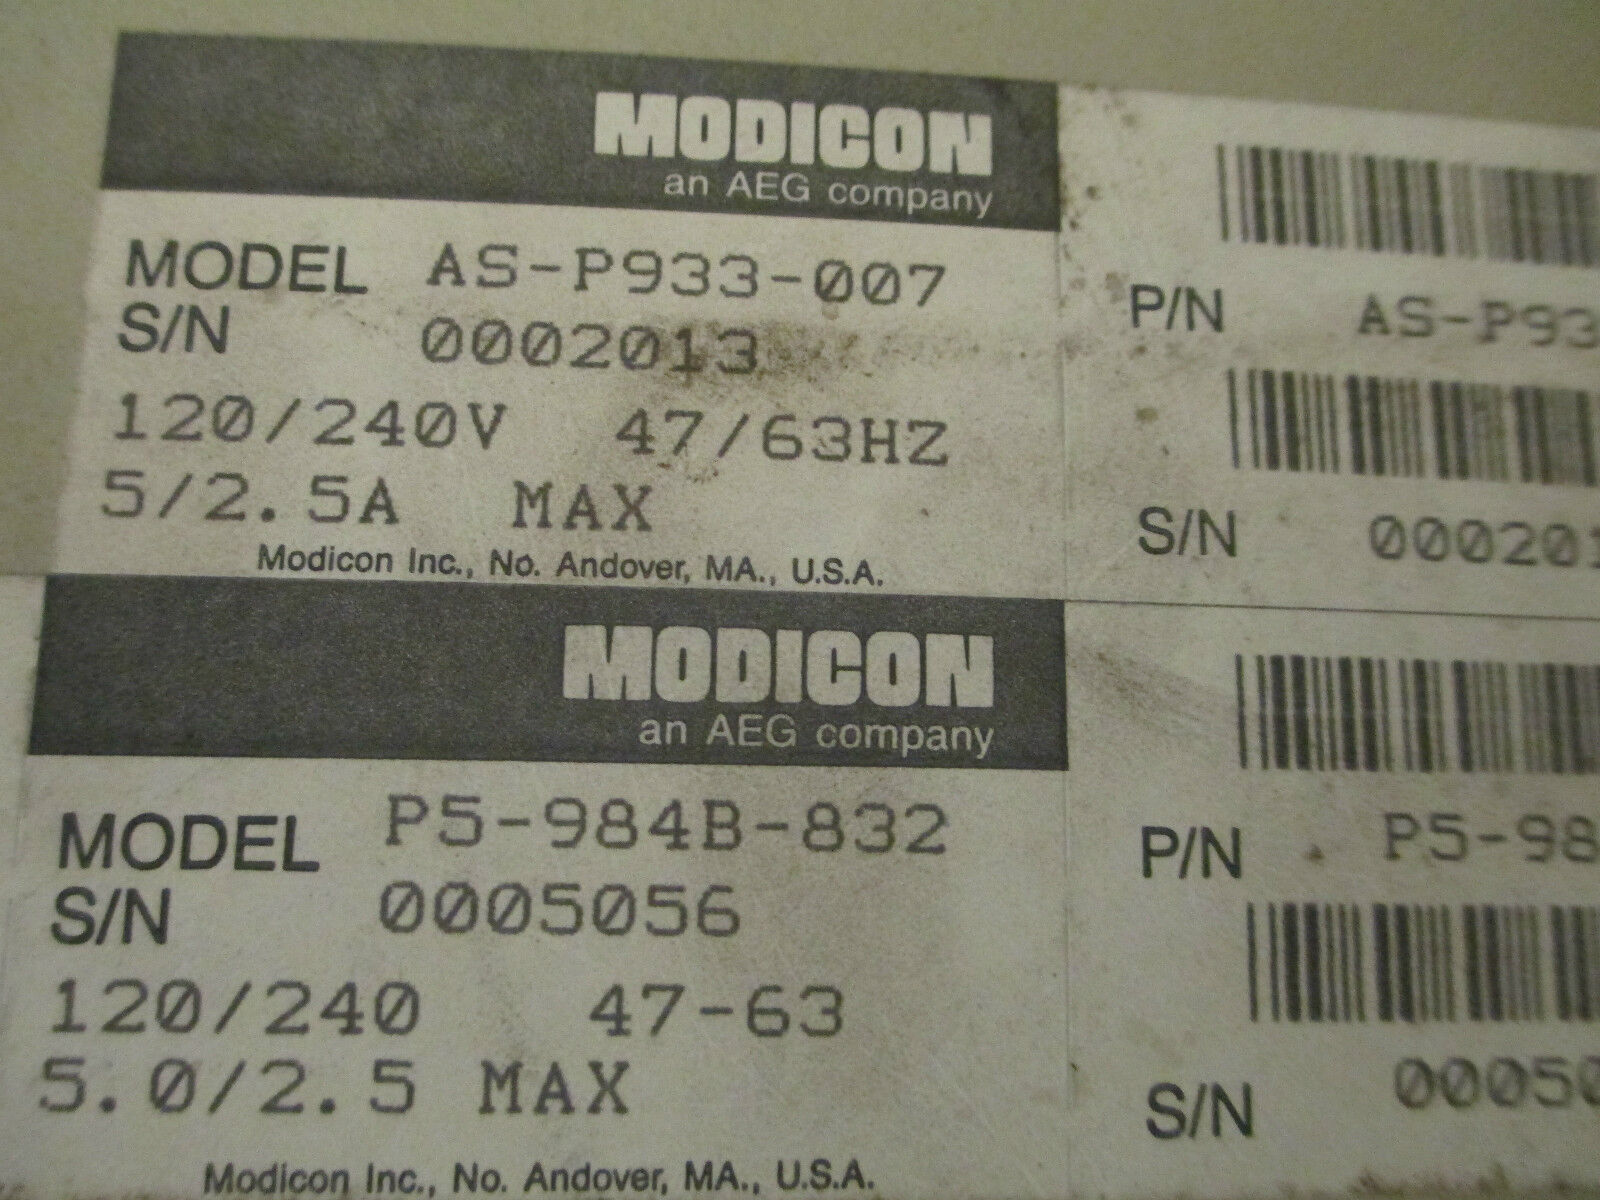 MODICON
an AEG company
MODEL AS-P933-007
S/N 0002013
120/240V 47/63HZ
5/2.5A MAX
Modicon Inc., No. Andover, MA., U.S.A.
P/N AS-P93
S/N 000201
MODICON
an AEG company
MODEL P5-984B-832
S/N 0005056
120/240 47-63
5.0/2.5 MAX
Modicon Inc., No. Andover, MA., U.S.A.
P/N P5-98
S/N 00050